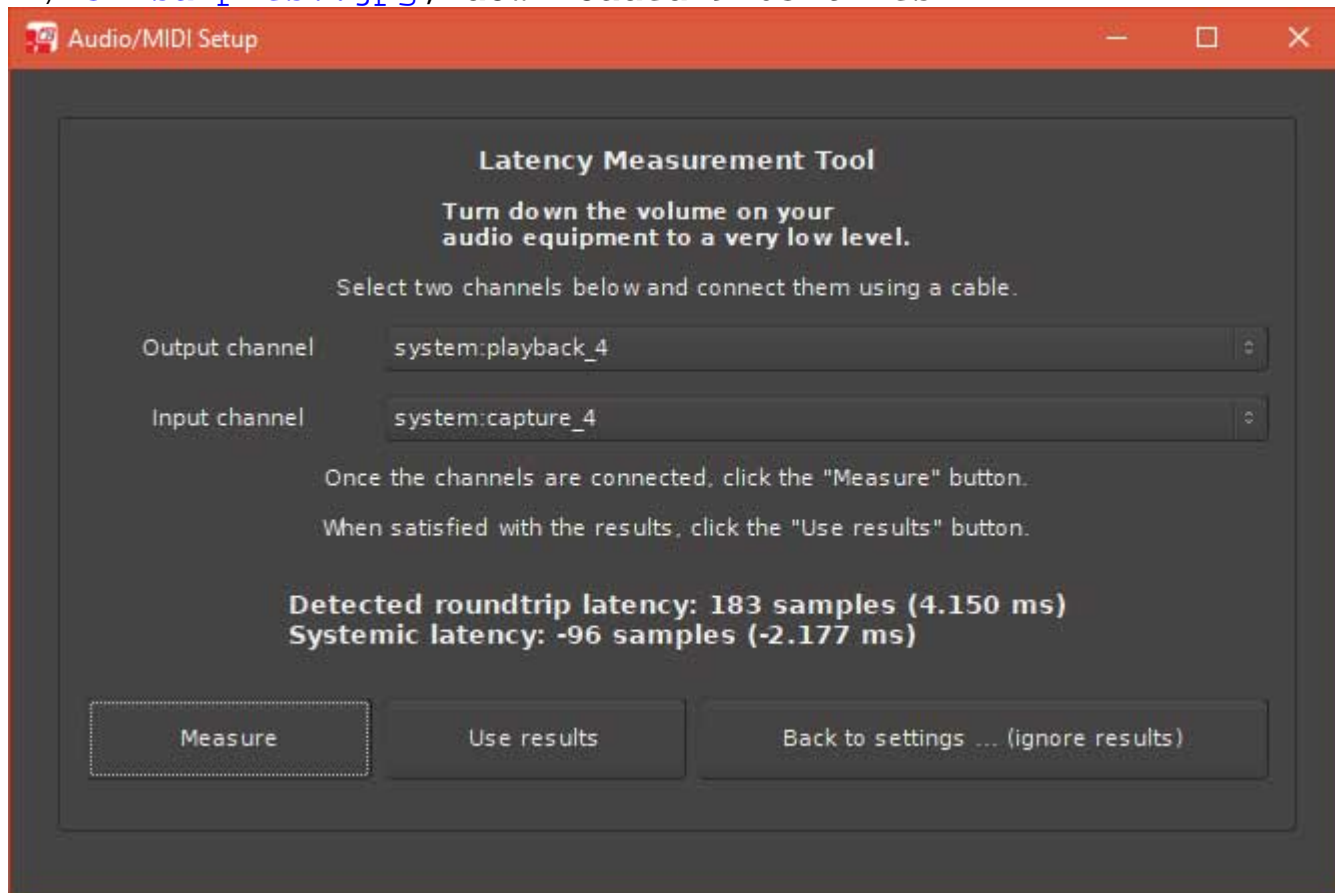 Audio/MIDI Setup
Latency Measurement Tool
Turn down the volume on your
audio equipment to a very low level.
Select two channels below and connect them using a cable.
Output channel system:playback_4
Input channel system:capture_4
Once the channels are connected, click the "Measure" button.
When satisfied with the results, click the "Use results" button.
Detected roundtrip latency: 183 samples (4.150 ms)
Systemic latency: -96 samples (-2.177 ms)
Measure Use results Back to settings ... (ignore results)